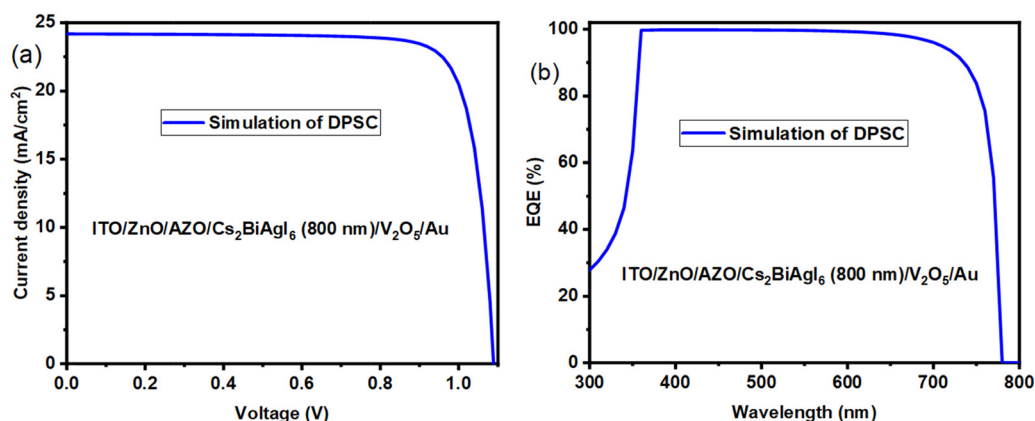 (a)
Current density (mA/cm²)
25
20
15
10
5
0
Simulation of DPSC
ITO/ZnO/AZO/Cs₂BiAgI₆ (800 nm)/V₂O₅/Au
0.0 0.2 0.4 0.6 0.8 1.0
Voltage (V)
(b)
EQE (%)
100
80
60
40
20
0
Simulation of DPSC
ITO/ZnO/AZO/Cs₂BiAgI₆ (800 nm)/V₂O₅/Au
300 400 500 600 700 800
Wavelength (nm)